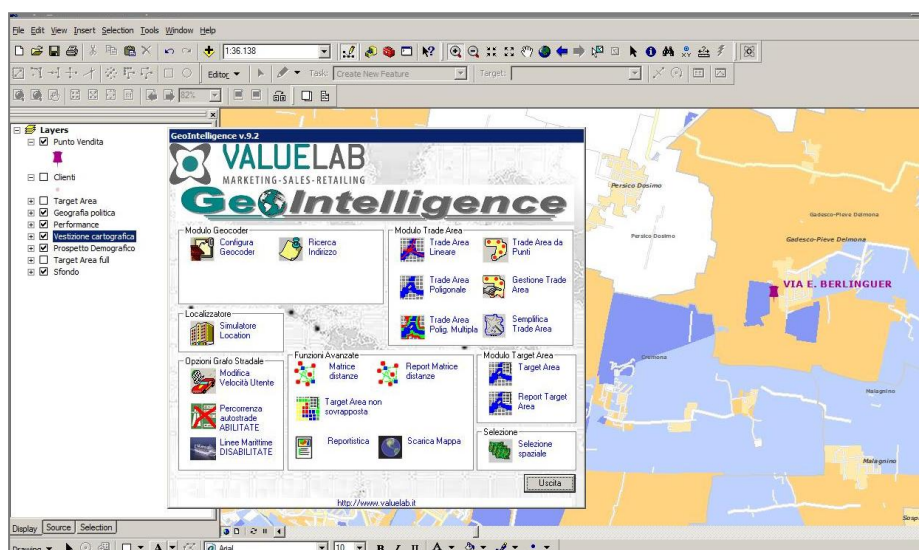 File Edit View Insert Selection Tools Window Help
1:36.138
Editor Task: Create New Feature Target:
82%
Layers
Punto Vendita
Clienti
Target Area
Geografia politica
Performance
Vestizione cartografica
Prospetto Demografico
Target Area full
Sfondo
Display Source Selection
GeoIntelligence v.9.2
VALUELAB
MARKETING-SALES-RETAILING
GeoIntelligence
Modulo Geocoder
Configura
Geocoder
Ricerca
Indirizzo
Modulo Trade Area
Trade Area
Lineare
Trade Area da
Punti
Trade Area
Poligonale
Gestione Trade
Area
Trade Area
Polig. Multipla
Semplifica
Trade Area
Localizzatore
Simulatore
Location
Opzioni Grafo Stradale
Modifica
Velocità Utente
Percorrenza
autostrade
ABILITATE
Linee Marittime
DISABILITATE
Funzioni Avanzate
Matrice
distanze
Report Matrice
distanze
Target Area non
sovrapposta
Reportistica
Scarica Mappa
Modulo Target Area
Target Area
Report Target
Area
Selezione
Selezione
spaziale
Uscita
http://www.valuelab.it
Persico Dosimo
Persico Dosimo
Gadesco-Pieve Delmona
Gadesco-Pieve Delmona
VIA E. BERLINGUER
Cremona
Malagnino
Malagnino
Drawing Arial 10 B I U A